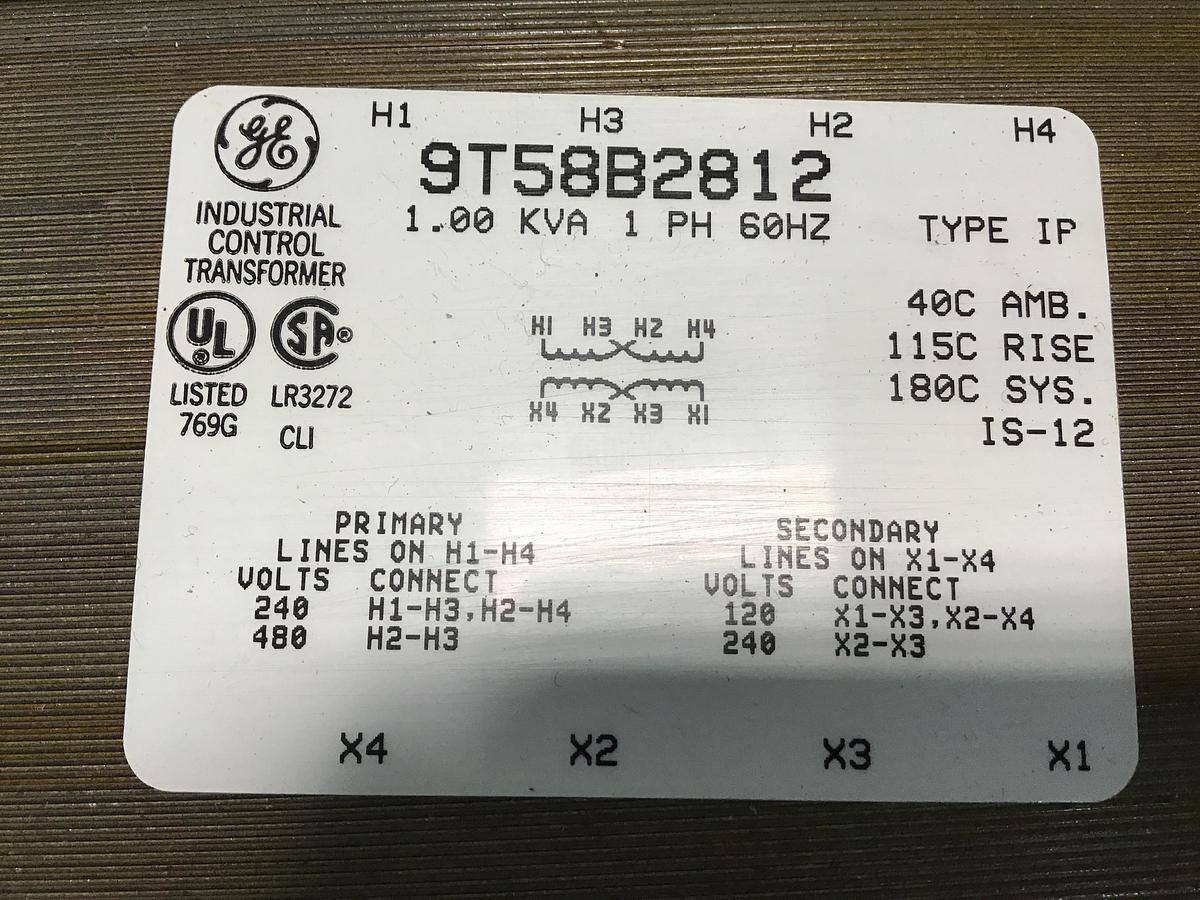 H1 H3 H2 H4
GE
9T58B2812
1.00 KVA 1 PH 60HZ
TYPE IP
INDUSTRIAL
CONTROL
TRANSFORMER
UL ®
SA ®
LISTED
769G
LR3272
CLI
H1 H3 H2 H4
X4 X2 X3 X1
40C AMB.
115C RISE
180C SYS.
IS-12
PRIMARY
LINES ON H1-H4
VOLTS CONNECT
240 H1-H3,H2-H4
480 H2-H3
SECONDARY
LINES ON X1-X4
VOLTS CONNECT
120 X1-X3,X2-X4
240 X2-X3
X4 X2 X3 X1